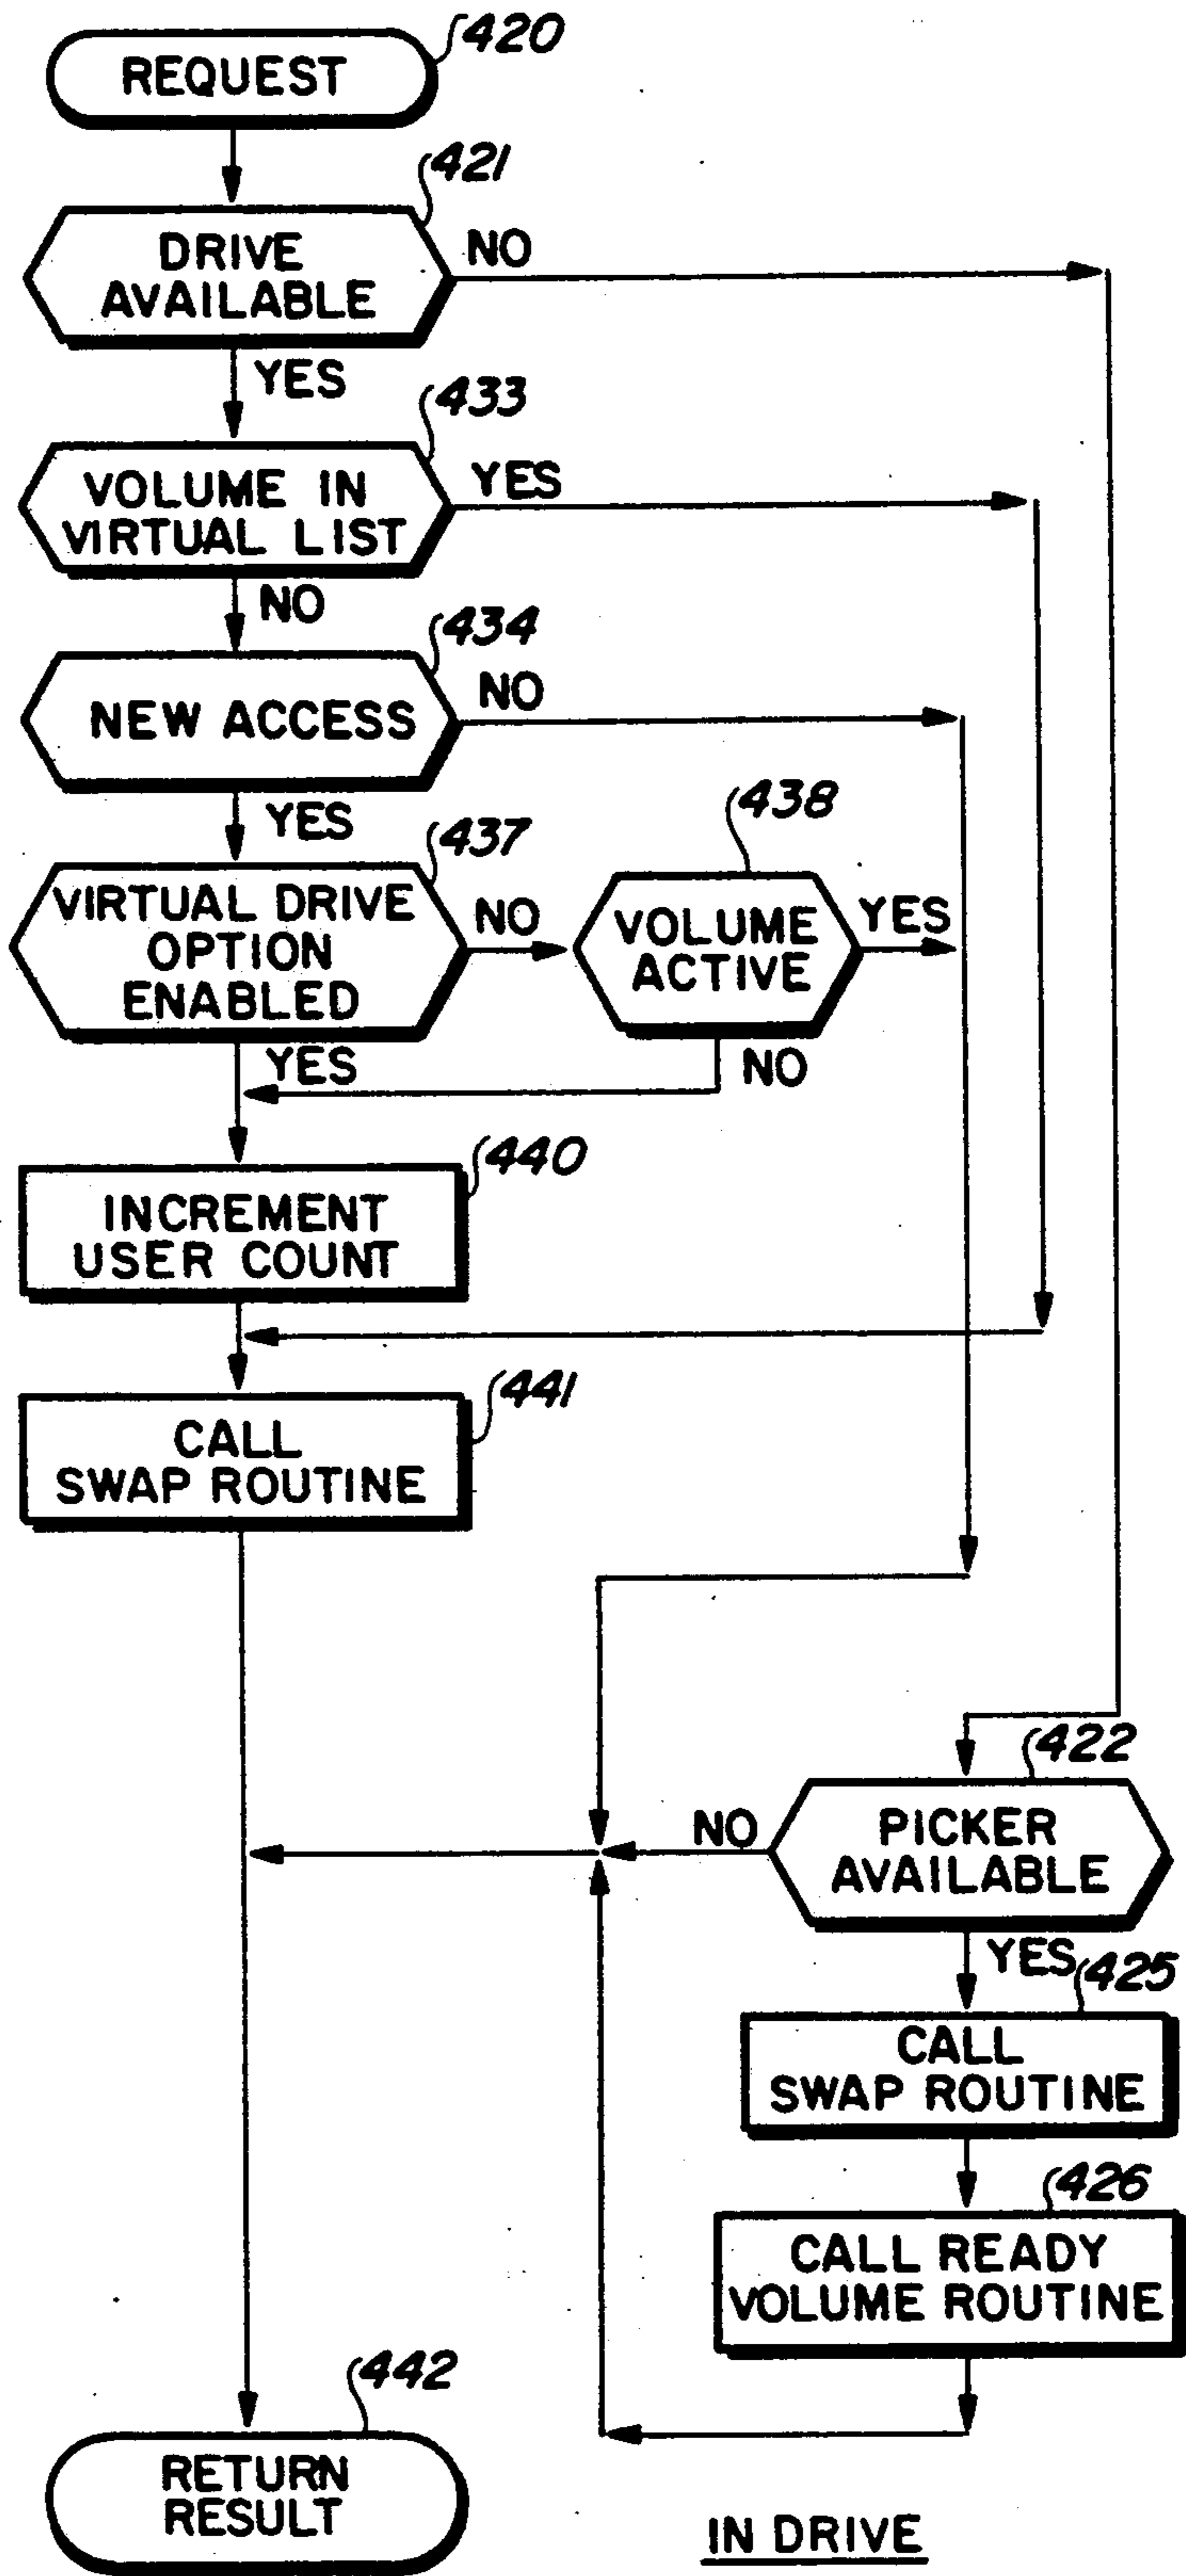 420
REQUEST
421
DRIVE
AVAILABLE
NO
YES
433
VOLUME IN
VIRTUAL LIST
YES
NO
434
NEW ACCESS
NO
YES
437
VIRTUAL DRIVE
OPTION
ENABLED
NO
438
VOLUME
ACTIVE
YES
YES
NO
440
INCREMENT
USER COUNT
441
CALL
SWAP ROUTINE
422
PICKER
AVAILABLE
NO
YES
425
CALL
SWAP ROUTINE
426
CALL READY
VOLUME ROUTINE
442
RETURN
RESULT
IN DRIVE